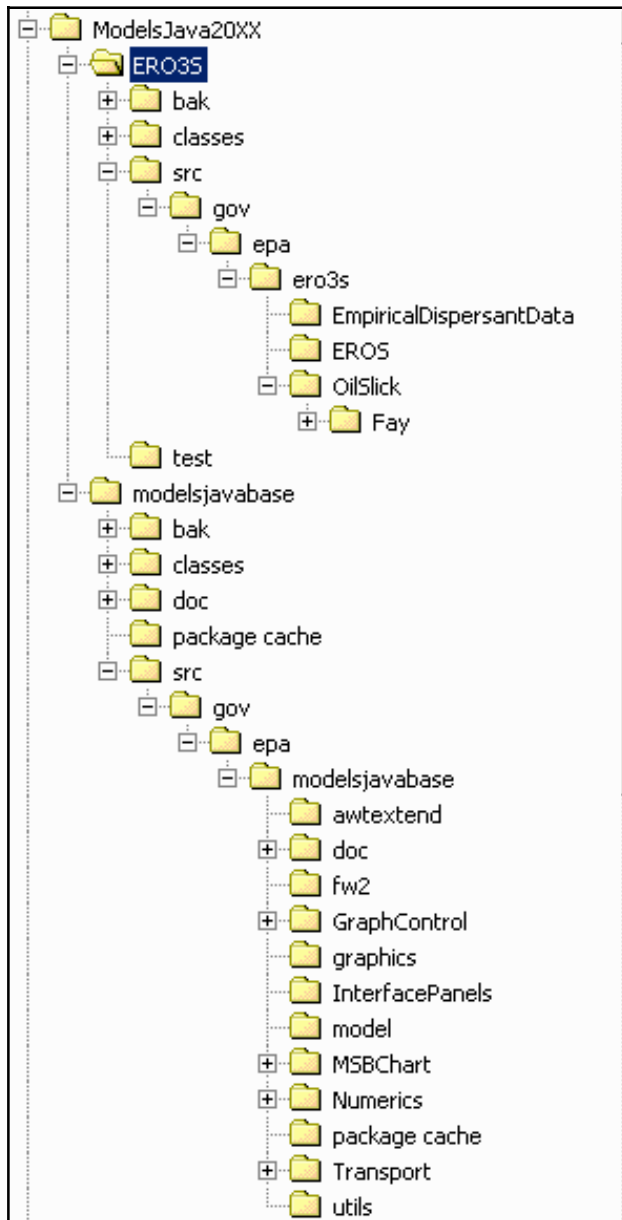 ModelsJava20XX
ERO3S
bak
classes
src
gov
epa
ero3s
EmpiricalDispersantData
EROS
OilSlick
Fay
test
modelsjavabase
bak
classes
doc
package cache
src
gov
epa
modelsjavabase
awtextend
doc
fw2
GraphControl
graphics
InterfacePanels
model
MSBChart
Numerics
package cache
Transport
utils